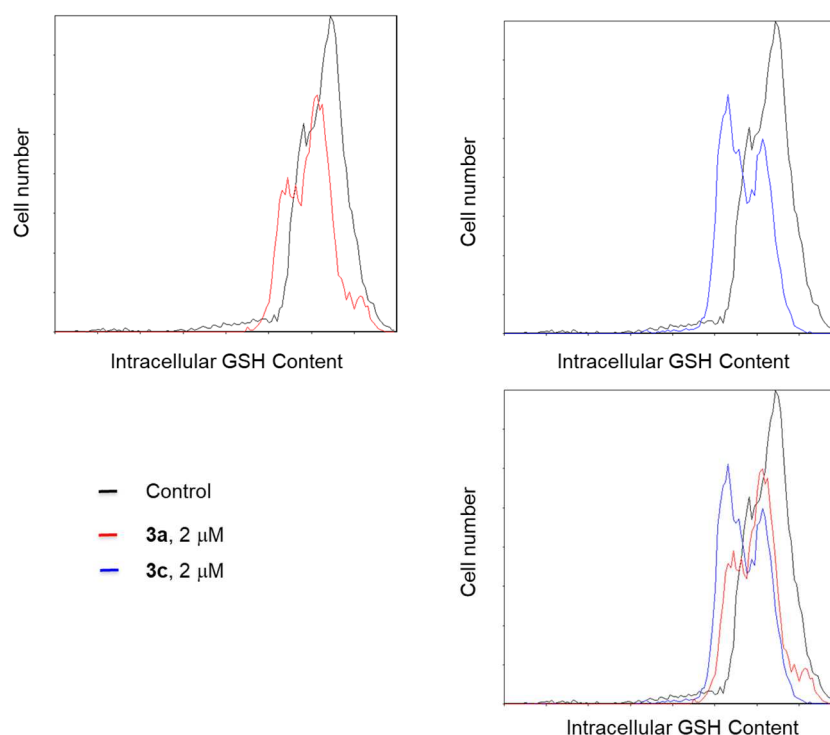 Cell number
Intracellular GSH Content
Cell number
Intracellular GSH Content
Control
3a, 2 μM
3c, 2 μM
Cell number
Intracellular GSH Content